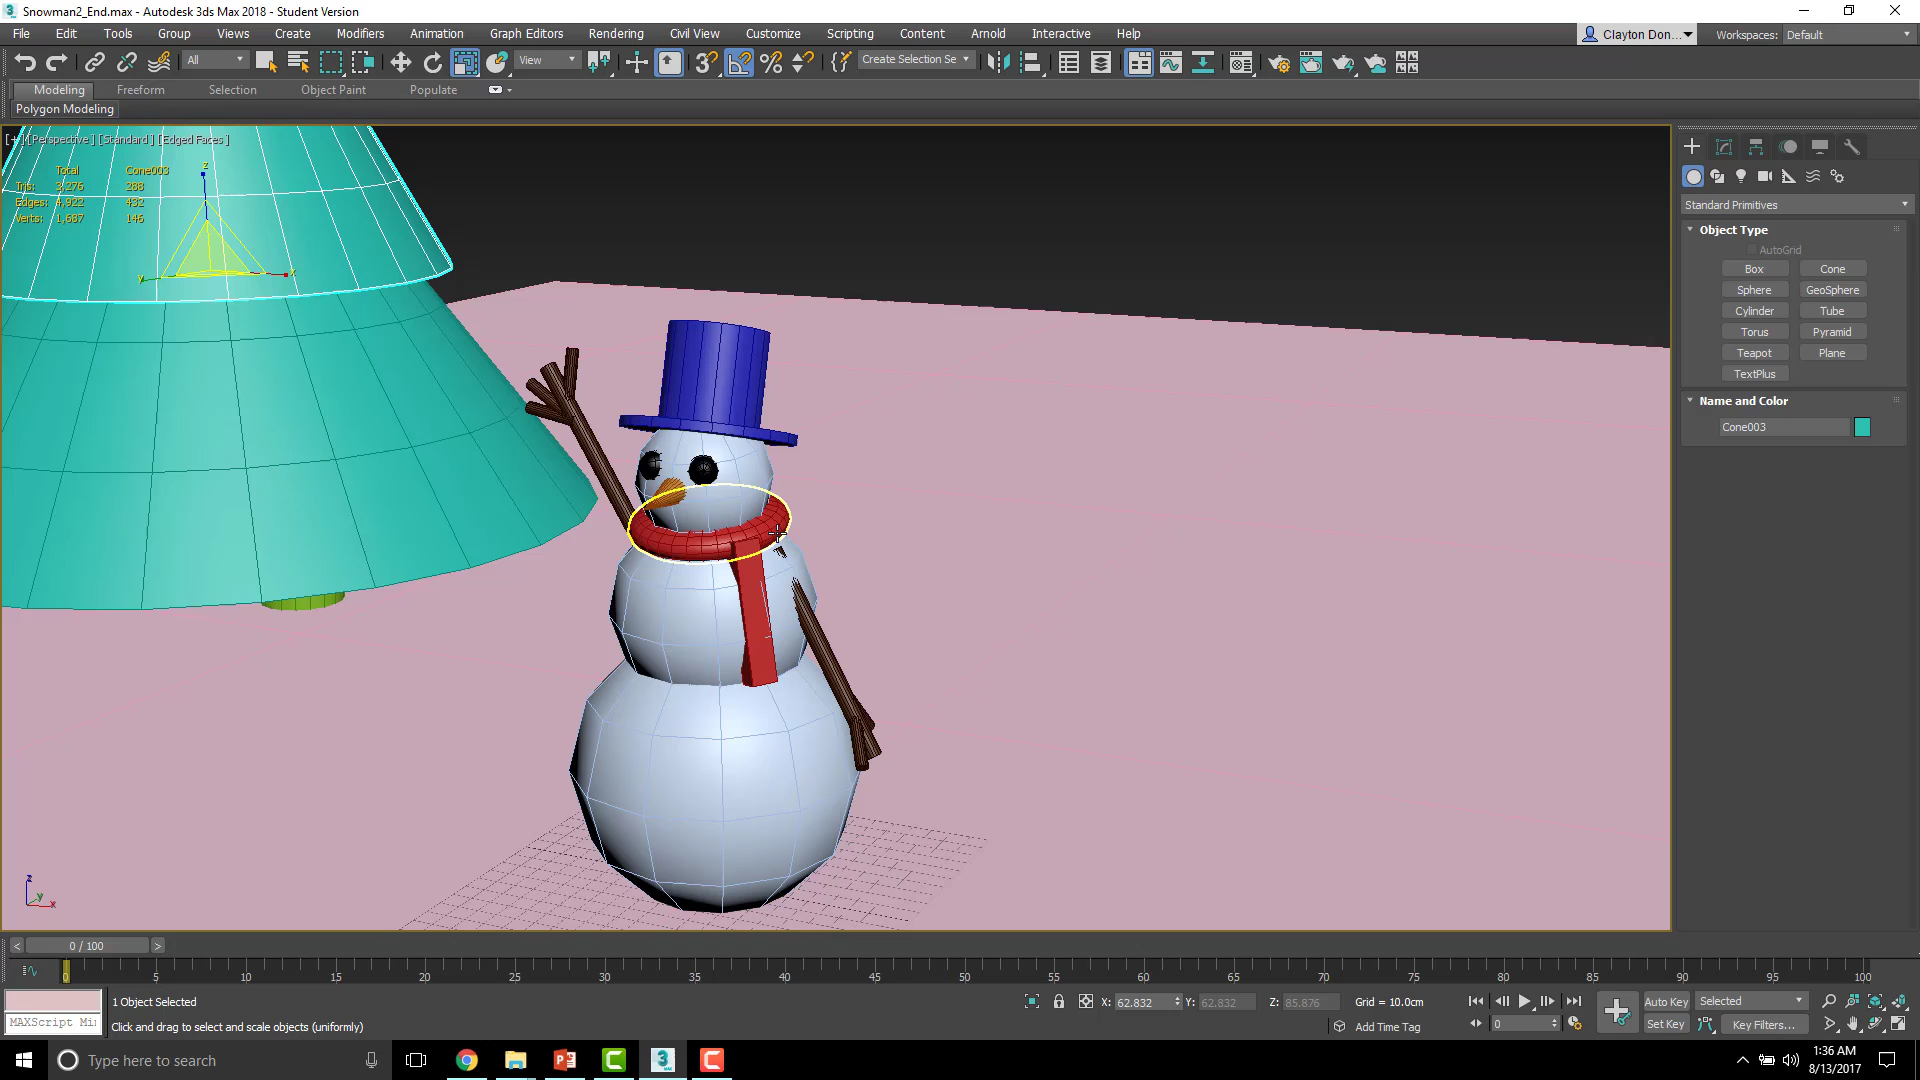 Snowman2_End.max - Autodesk 3ds Max 2018 - Student Version
File Edit Tools Group Views Create Modifiers Animation Graph Editors Rendering Civil View Customize Scripting Content Arnold Interactive Help
Clayton Don... Workspaces: Default
All View Create Selection Se
Modeling Freeform Selection Object Paint Populate
Polygon Modeling
[+] [Perspective] [Standard] [Edged Faces]
Total Cone003
Tris: 3,276 288
Edges: 4,922 432
Verts: 1,687 146
z
y x
Standard Primitives
Object Type
AutoGrid
Box Cone
Sphere GeoSphere
Cylinder Tube
Torus Pyramid
Teapot Plane
TextPlus
Name and Color
Cone003
z
y
x
< 0 / 100 >
0 5 10 15 20 25 30 35 40 45 50 55 60 65 70 75 80 85 90 95 100
1 Object Selected
X: 62.832 Y: 62.832 Z: 85.876 Grid = 10.0cm
Auto Key Selected
MAXScript Mi
Click and drag to select and scale objects (uniformly)
Add Time Tag
0
Set Key Key Filters...
Type here to search
1:36 AM
8/13/2017